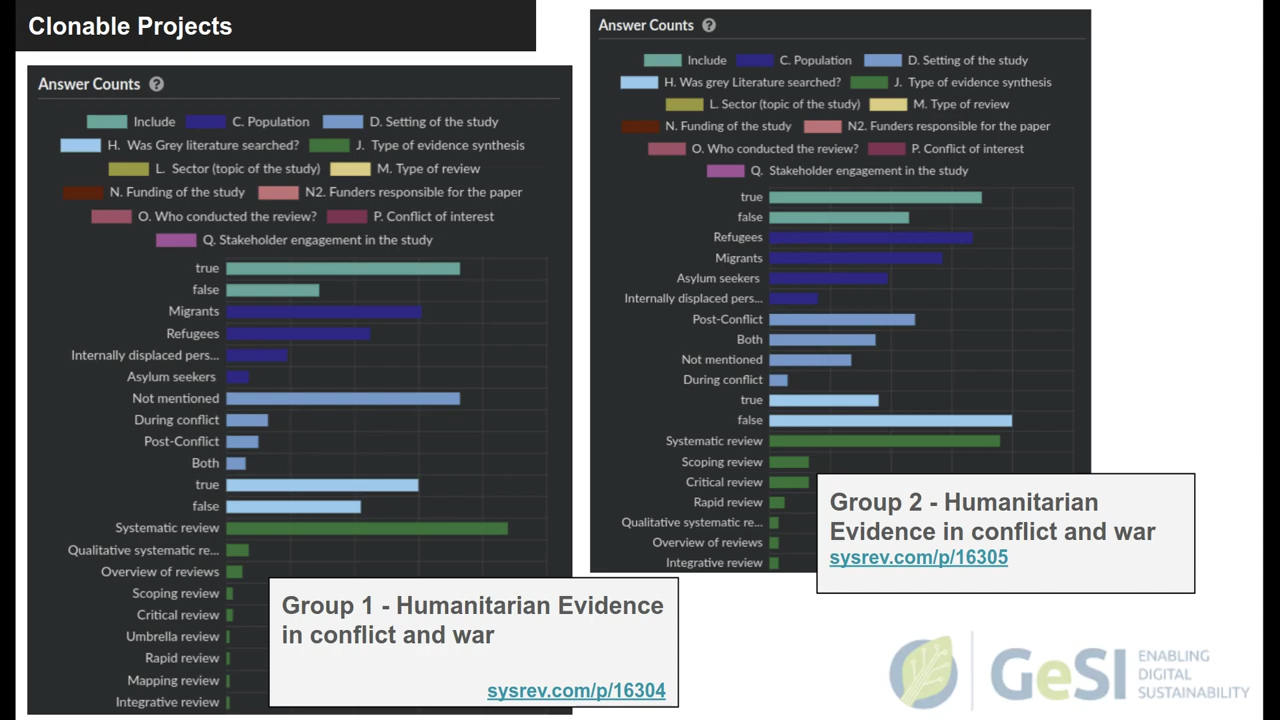 Clonable Projects
Answer Counts ?
Include C. Population D. Setting of the study
H. Was Grey literature searched? J. Type of evidence synthesis
L. Sector (topic of the study) M. Type of review
N. Funding of the study N2. Funders responsible for the paper
O. Who conducted the review? P. Conflict of interest
Q. Stakeholder engagement in the study
true
false
Migrants
Refugees
Internally displaced pers...
Asylum seekers
Not mentioned
During conflict
Post-Conflict
Both
true
false
Systematic review
Qualitative systematic re...
Overview of reviews
Scoping review
Critical review
Umbrella review
Rapid review
Mapping review
Integrative review
Group 1 - Humanitarian Evidence
in conflict and war
sysrev.com/p/16304
Answer Counts ?
Include C. Population D. Setting of the study
H. Was grey Literature searched? J. Type of evidence synthesis
L. Sector (topic of the study) M. Type of review
N. Funding of the study N2. Funders responsible for the paper
O. Who conducted the review? P. Conflict of interest
Q. Stakeholder engagement in the study
true
false
Refugees
Migrants
Asylum seekers
Internally displaced pers...
Post-Conflict
Both
Not mentioned
During conflict
true
false
Systematic review
Scoping review
Critical review
Rapid review
Qualitative systematic re...
Overview of reviews
Integrative review
Group 2 - Humanitarian
Evidence in conflict and war
sysrev.com/p/16305
GeSI
ENABLING
DIGITAL
SUSTAINABILITY